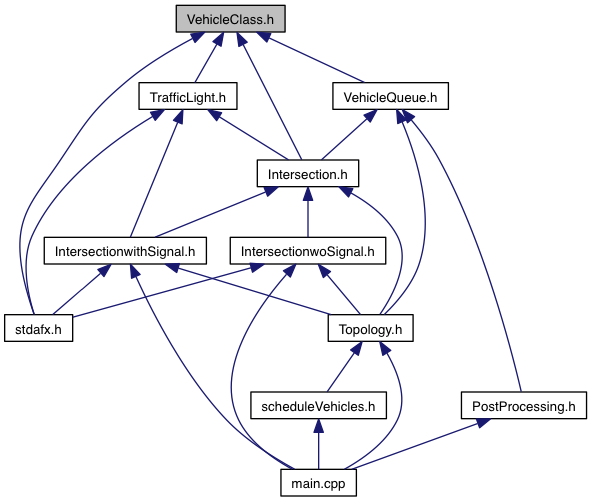 VehicleClass.h
TrafficLight.h
VehicleQueue.h
Intersection.h
IntersectionwithSignal.h
IntersectionwoSignal.h
stdafx.h
Topology.h
scheduleVehicles.h
PostProcessing.h
main.cpp